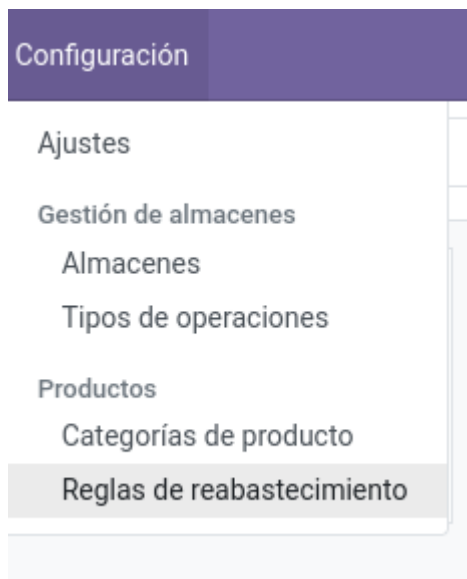 Configuración
Ajustes
Gestión de almacenes
Almacenes
Tipos de operaciones
Productos
Categorías de producto
Reglas de reabastecimiento